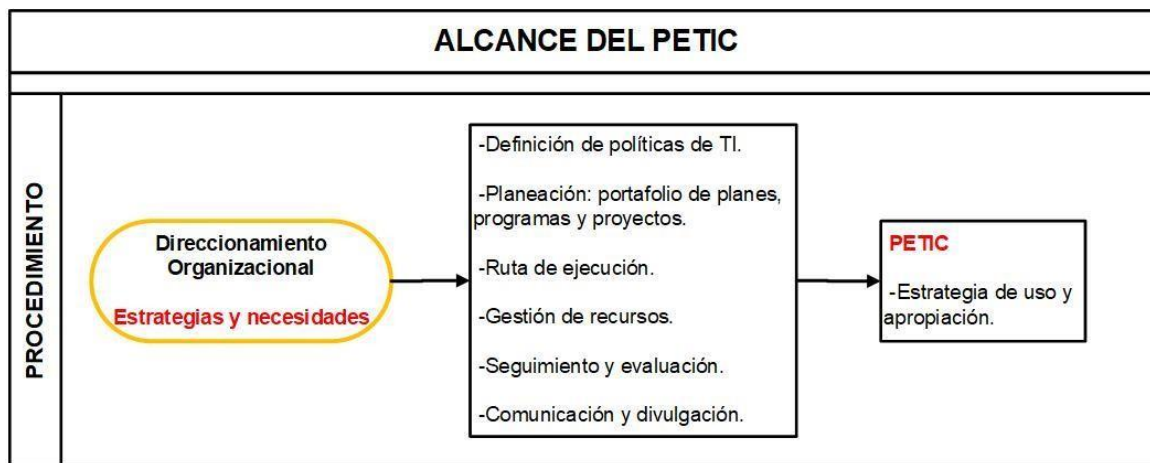 ALCANCE DEL PETIC
PROCEDIMIENTO
Direccionamiento
Organizacional
Estrategias y necesidades
-Definición de políticas de TI.
-Planeación: portafolio de planes,
programas y proyectos.
-Ruta de ejecución.
-Gestión de recursos.
-Seguimiento y evaluación.
-Comunicación y divulgación.
PETIC
-Estrategia de uso y
apropiación.